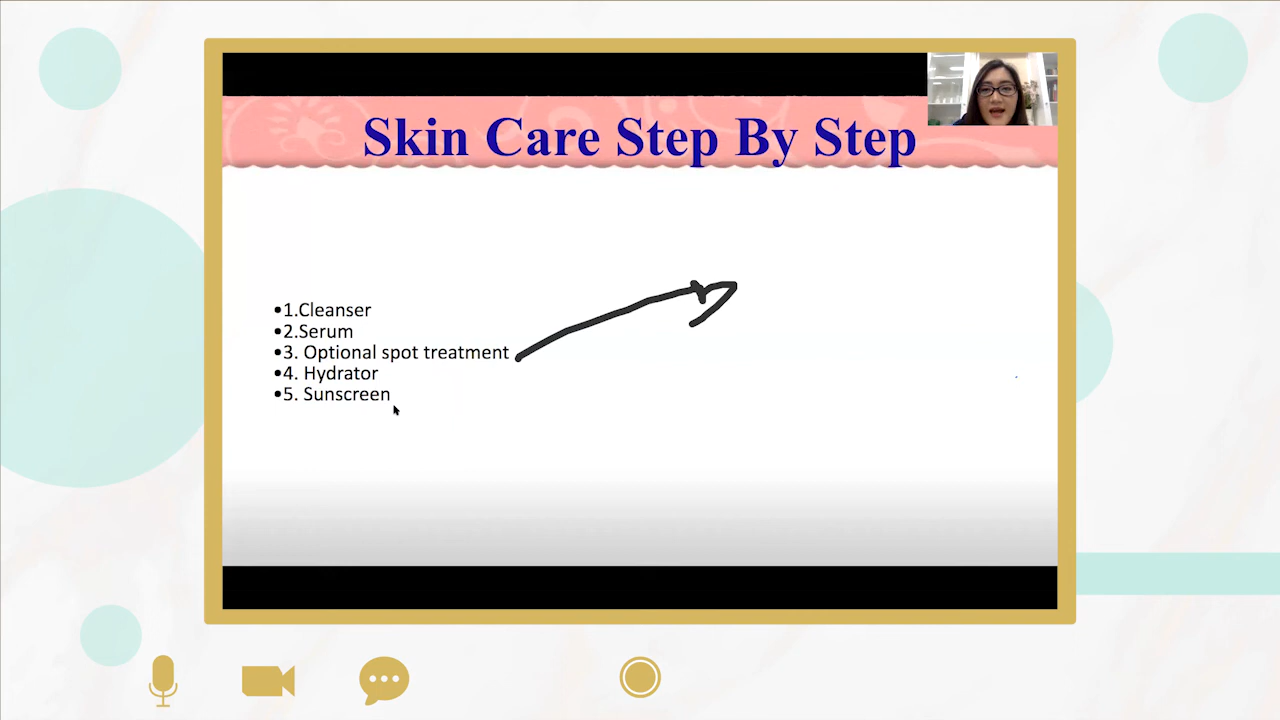 Skin Care Step By Step
•1.Cleanser
•2.Serum
•3. Optional spot treatment
•4. Hydrator
•5. Sunscreen